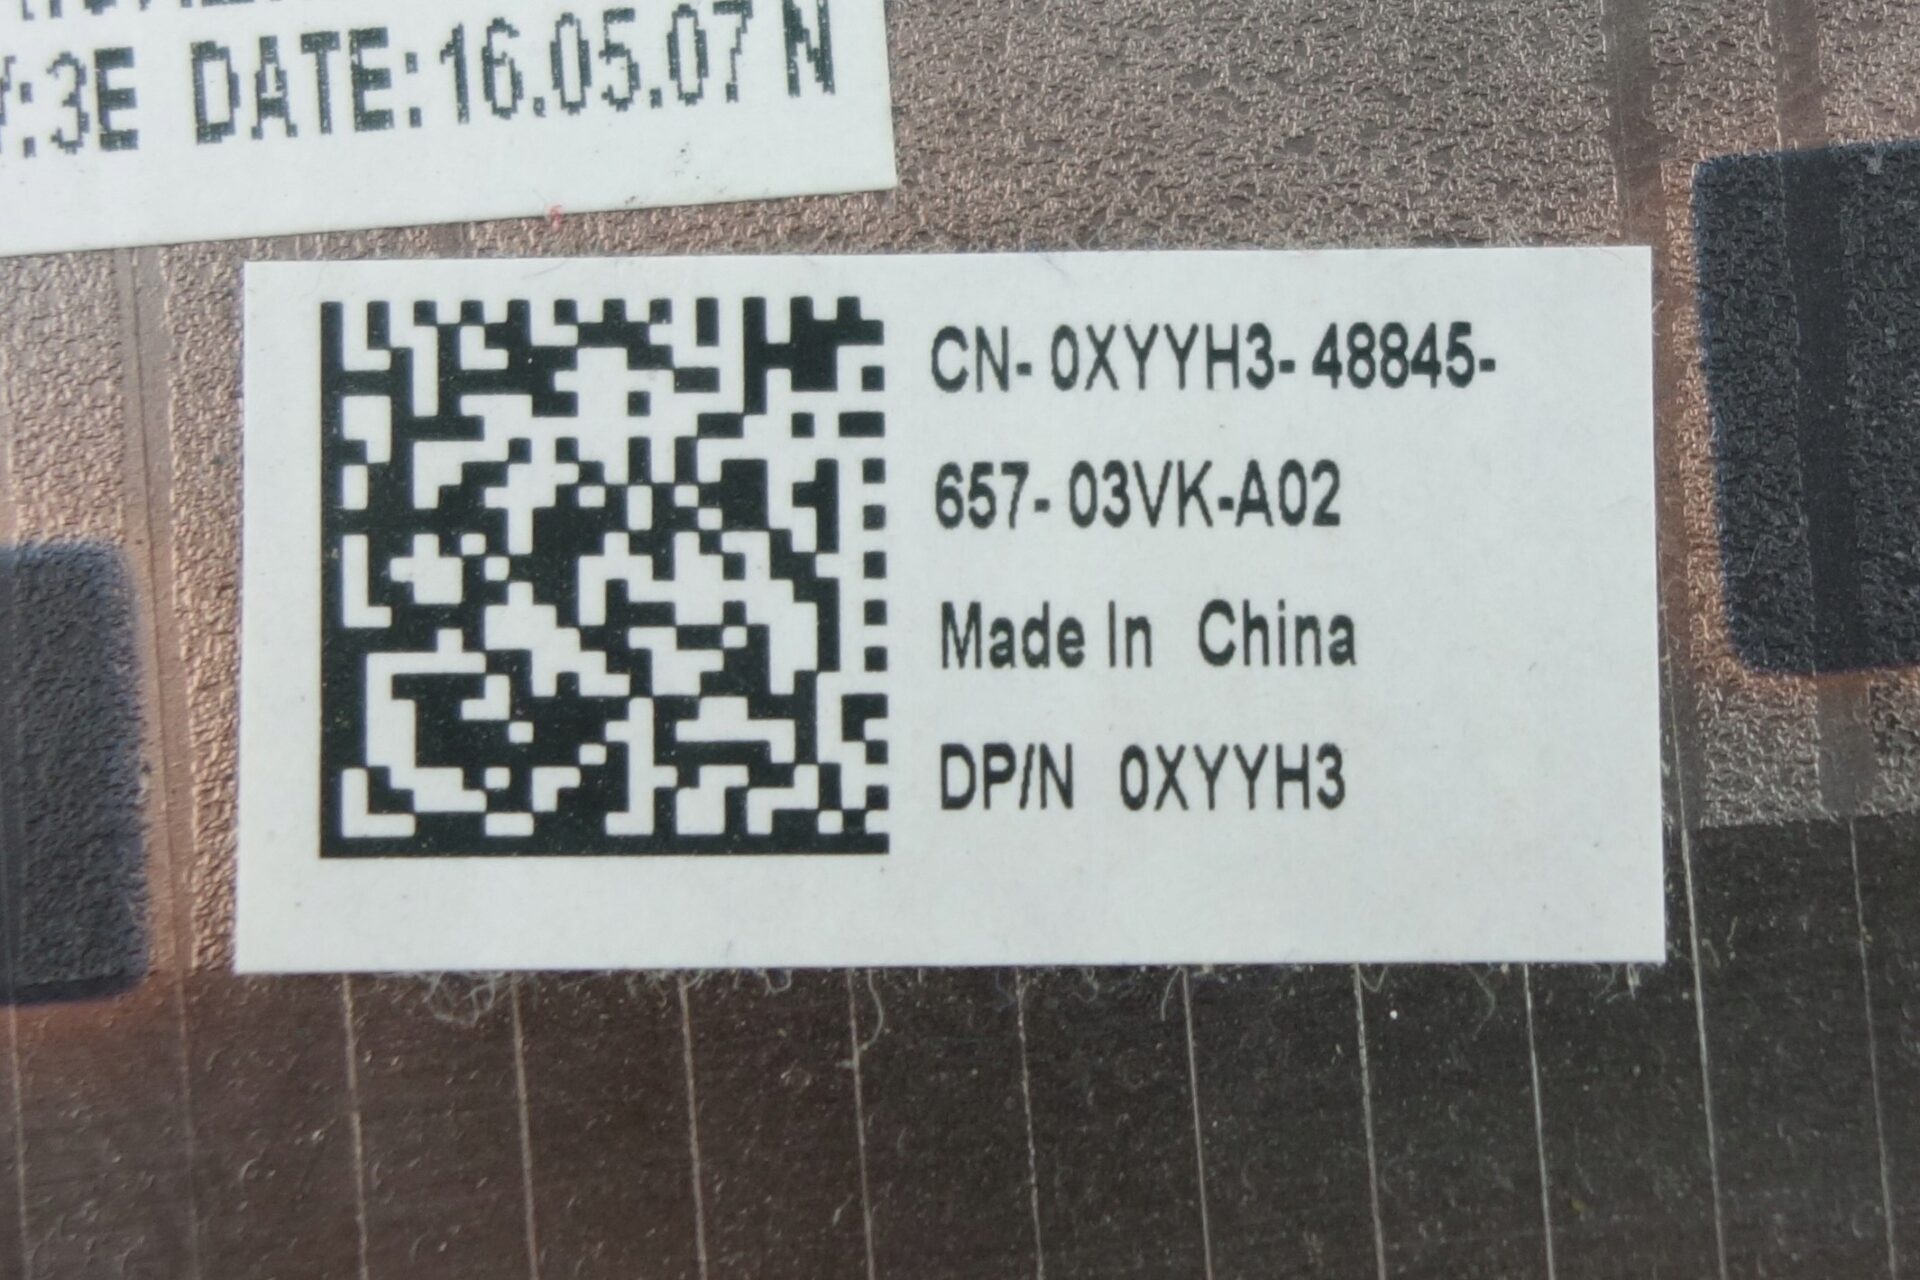 3E DATE:16.05.07 N
CN-0XYYH3-48845-
657-03VK-A02
Made In China
DP/N 0XYYH3